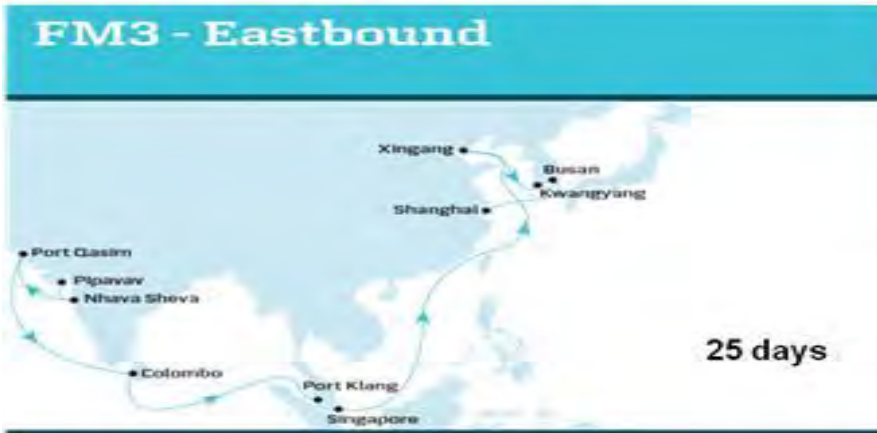 FM3 - Eastbound
Xingang
Busan
Kwangyang
Shanghai
Port Qasim
Pipavav
Nhava Sheva
25 days
Colombo
Port Klang
Singapore